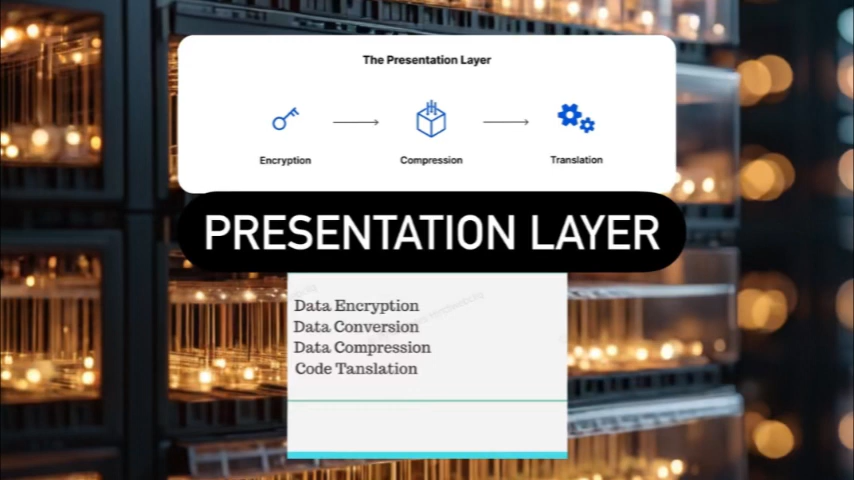 The Presentation Layer
Encryption
Compression
Translation
PRESENTATION LAYER
Data Encryption
Data Conversion
Data Compression
Code Tanslation